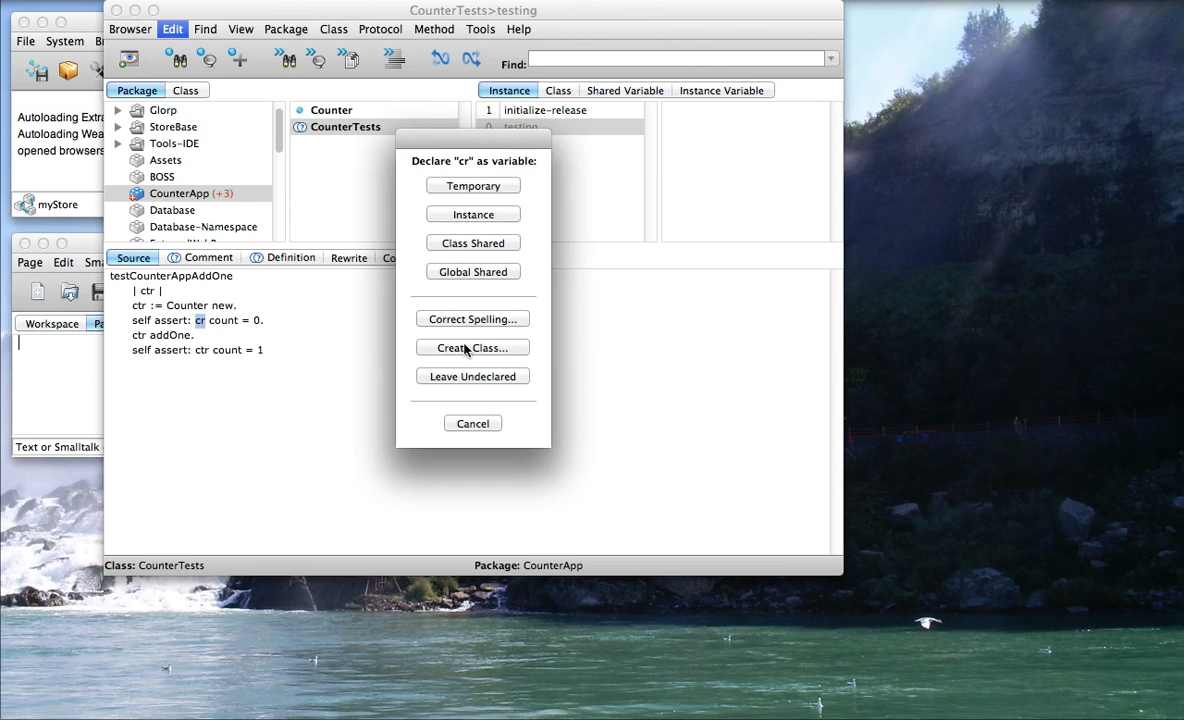 CounterTests>testing
Browser Edit Find View Package Class Protocol Method Tools Help
File System
Find:
Package Class
Instance Class Shared Variable Instance Variable
Glorp
StoreBase
Tools-IDE
Assets
BOSS
CounterApp (+3)
Database
Database-Namespace
Counter
CounterTests
1 initialize-release
0 testing
Autoloading Extra
Autoloading Wea
opened browsers
myStore
Page Edit
Workspace
Text or Smalltalk
Source Comment Definition Rewrite
testCounterAppAddOne
| ctr |
ctr := Counter new.
self assert: cr count = 0.
ctr addOne.
self assert: ctr count = 1
Declare "cr" as variable:
Temporary
Instance
Class Shared
Global Shared
Correct Spelling...
Create Class...
Leave Undeclared
Cancel
Class: CounterTests
Package: CounterApp